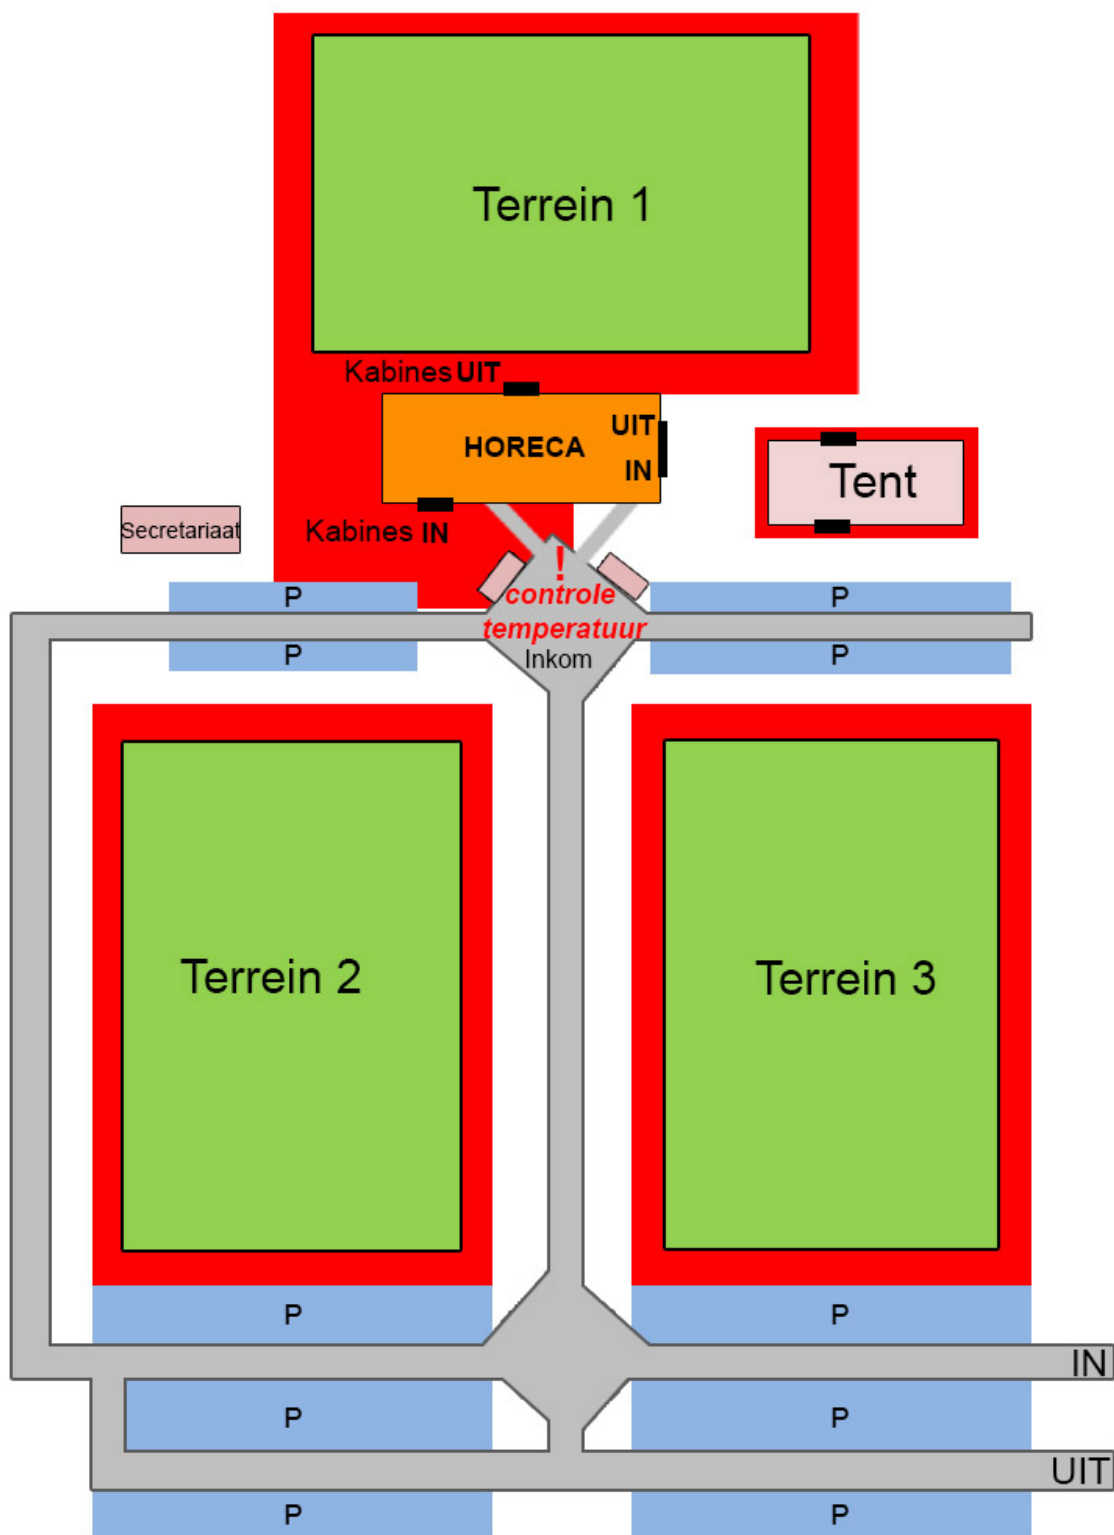 Terrein 1
Kabines UIT
UIT
HORECA
IN
Tent
Secretariaat
Kabines IN
!
controle
temperatuur
Inkom
P
P
P
P
Terrein 2
Terrein 3
P
P
IN
P
P
UIT
P
P